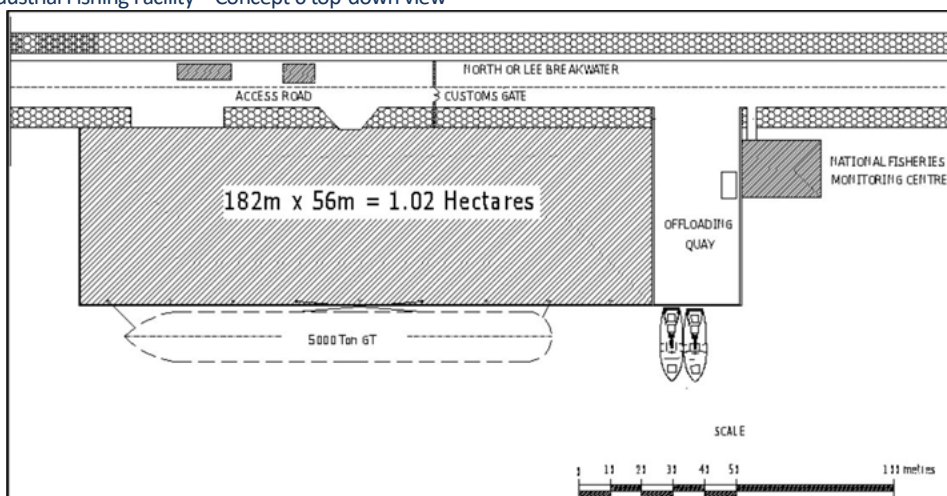 dustrial Fishing Facility – Concept 6 top-down view
NORTH OR LEE BREAKWATER
ACCESS ROAD
CUSTOMS GATE
182m x 56m = 1.02 Hectares
NATIONAL FISHERIES
MONITORING CENTRE
OFFLOADING
QUAY
5000 Ton GT
SCALE
metres